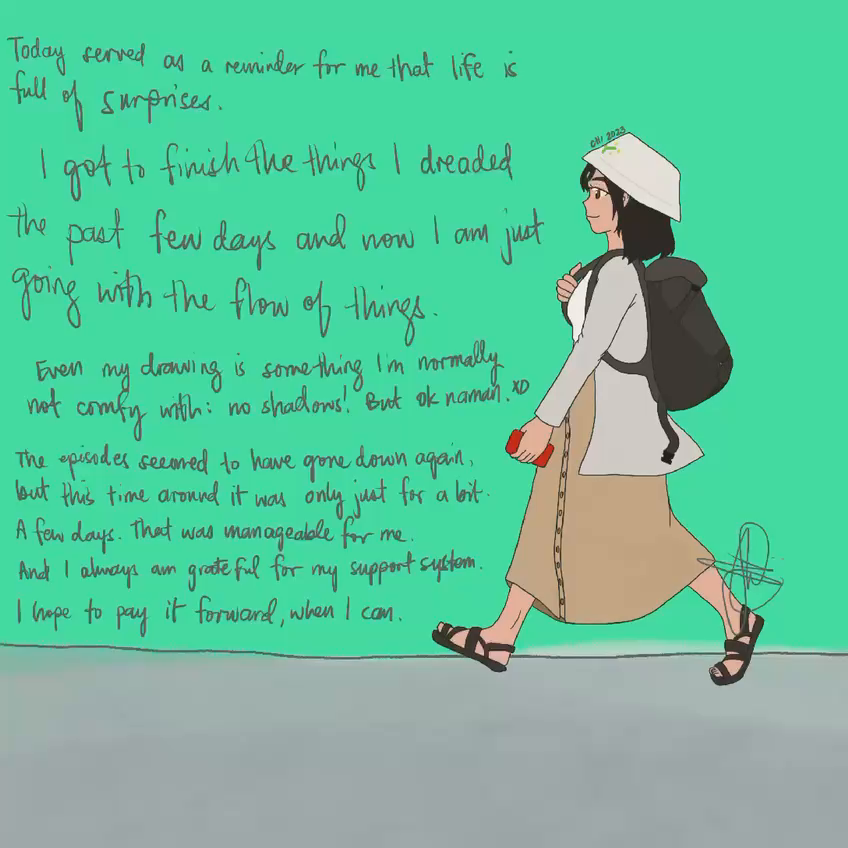 Today served as a reminder for me that life is
full of surprises.
I got to finish the things I dreaded
the past few days and now I am just
going with the flow of things.
Even my drawing is something I'm normally
not comfy with: no shadows! But ok naman. XD
The episodes seemed to have gone down again,
but this time around it was only just for a bit.
A few days. That was manageable for me.
And I always am grateful for my support system.
I hope to pay it forward, when I can.
CHI 2023